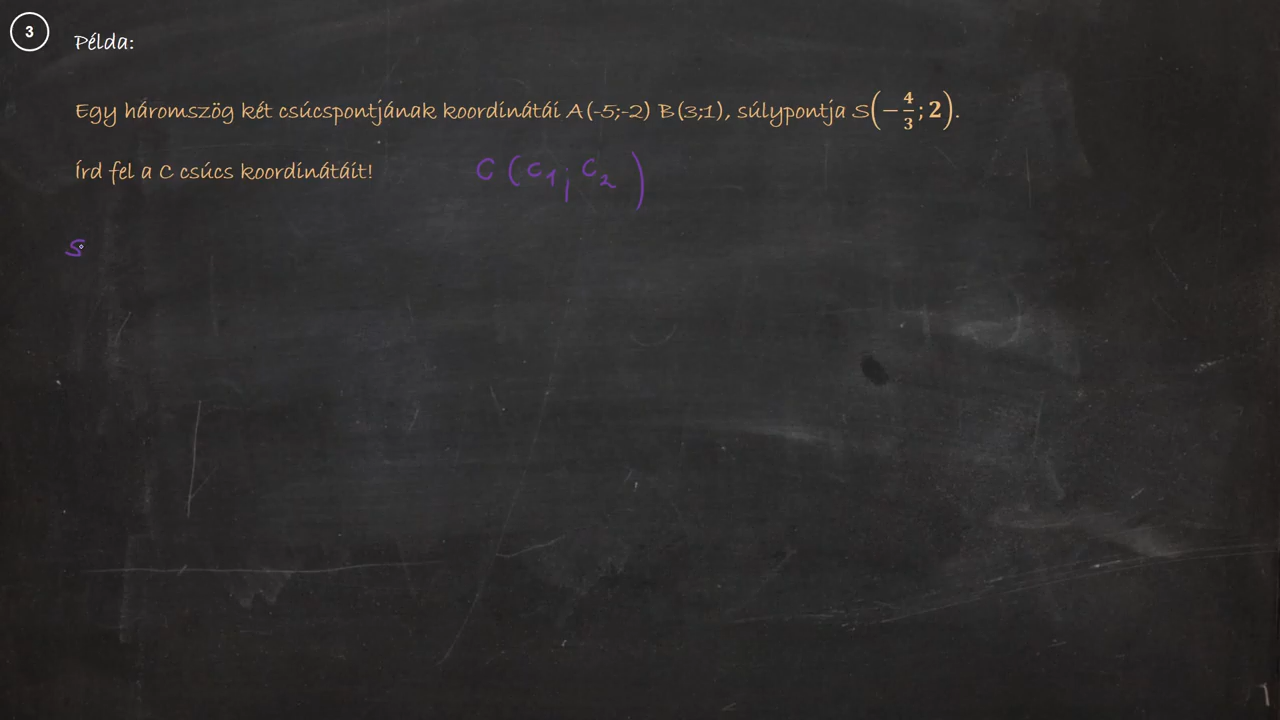 3
Példa:
Egy háromszög két csúcspontjának koordinátái A(-5;-2) B(3;1), súlypontja S(−4/3;2).
Írd fel a C csúcs koordinátáit! C (c₁; c₂)
S